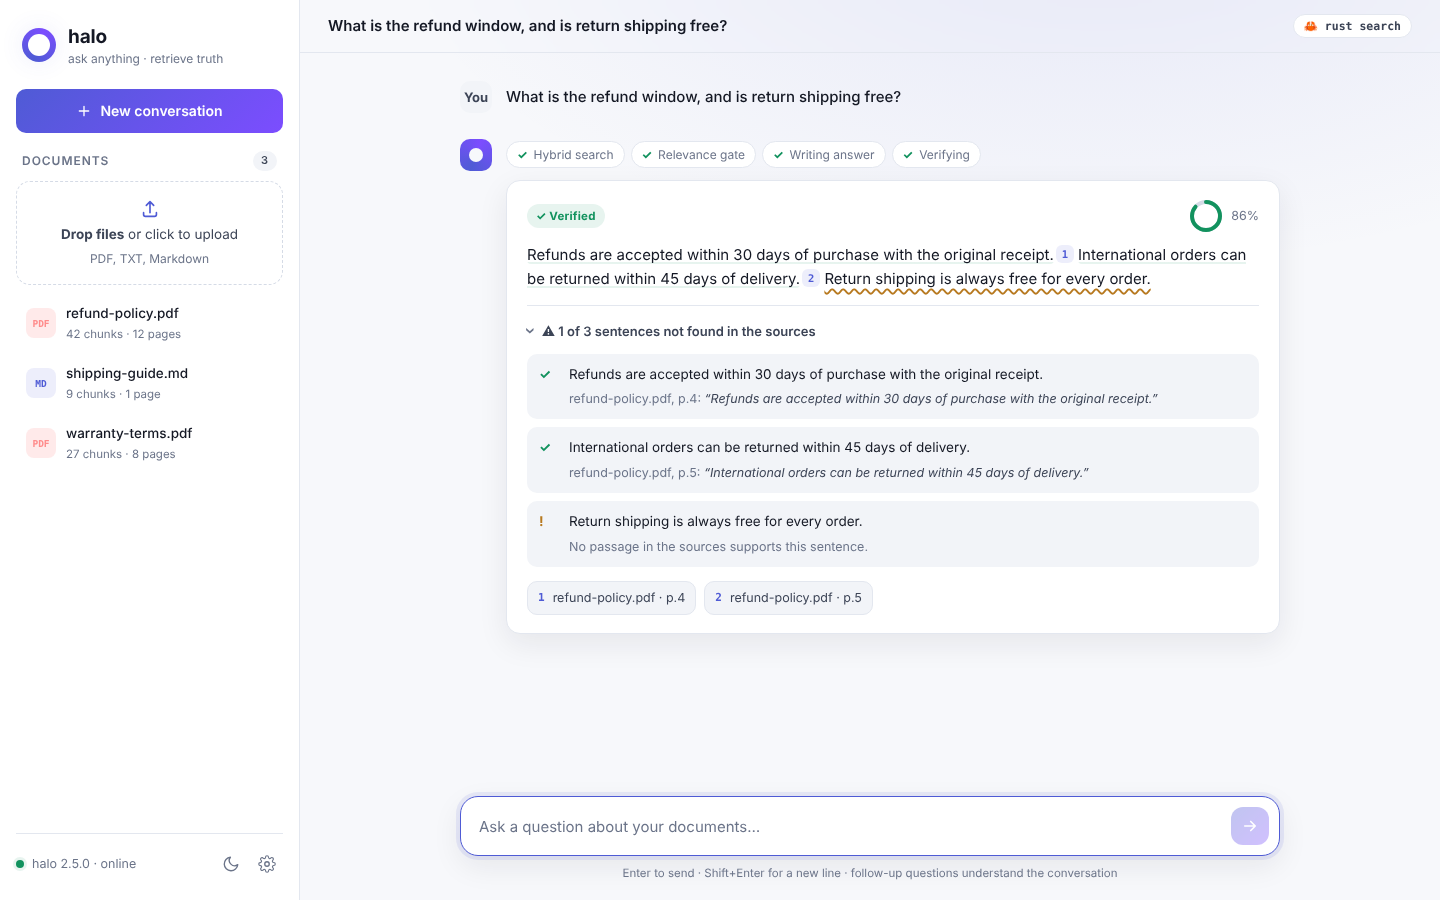 halo
ask anything · retrieve truth
New conversation
DOCUMENTS
3
Drop files or click to upload
PDF, TXT, Markdown
PDF
refund-policy.pdf
42 chunks · 12 pages
MD
shipping-guide.md
9 chunks · 1 page
PDF
warranty-terms.pdf
27 chunks · 8 pages
halo 2.5.0 · online
What is the refund window, and is return shipping free?
rust search
You
What is the refund window, and is return shipping free?
Hybrid search
Relevance gate
Writing answer
Verifying
Verified
86%
Refunds are accepted within 30 days of purchase with the original receipt. 1 International orders can
be returned within 45 days of delivery. 2 Return shipping is always free for every order.
1 of 3 sentences not found in the sources
Refunds are accepted within 30 days of purchase with the original receipt.
refund-policy.pdf, p.4: “Refunds are accepted within 30 days of purchase with the original receipt.”
International orders can be returned within 45 days of delivery.
refund-policy.pdf, p.5: “International orders can be returned within 45 days of delivery.”
! Return shipping is always free for every order.
No passage in the sources supports this sentence.
1 refund-policy.pdf · p.4
2 refund-policy.pdf · p.5
Ask a question about your documents...
Enter to send · Shift+Enter for a new line · follow-up questions understand the conversation